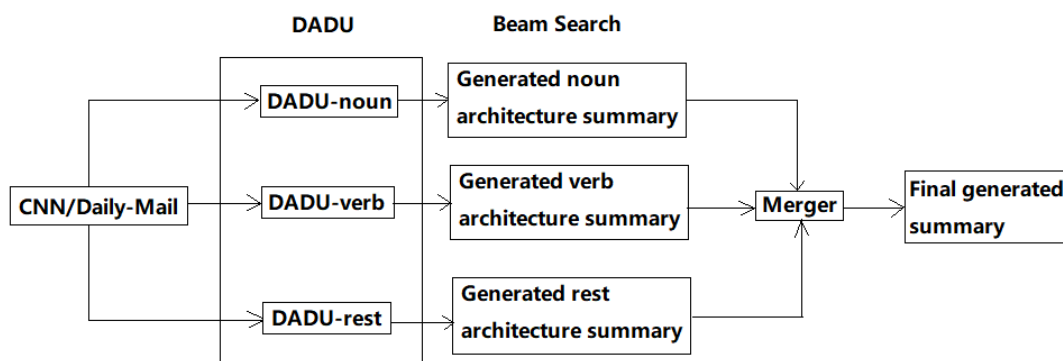 DADU
Beam Search
DADU-noun
Generated noun
architecture summary
CNN/Daily-Mail
DADU-verb
Generated verb
architecture summary
Merger
Final generated
summary
DADU-rest
Generated rest
architecture summary